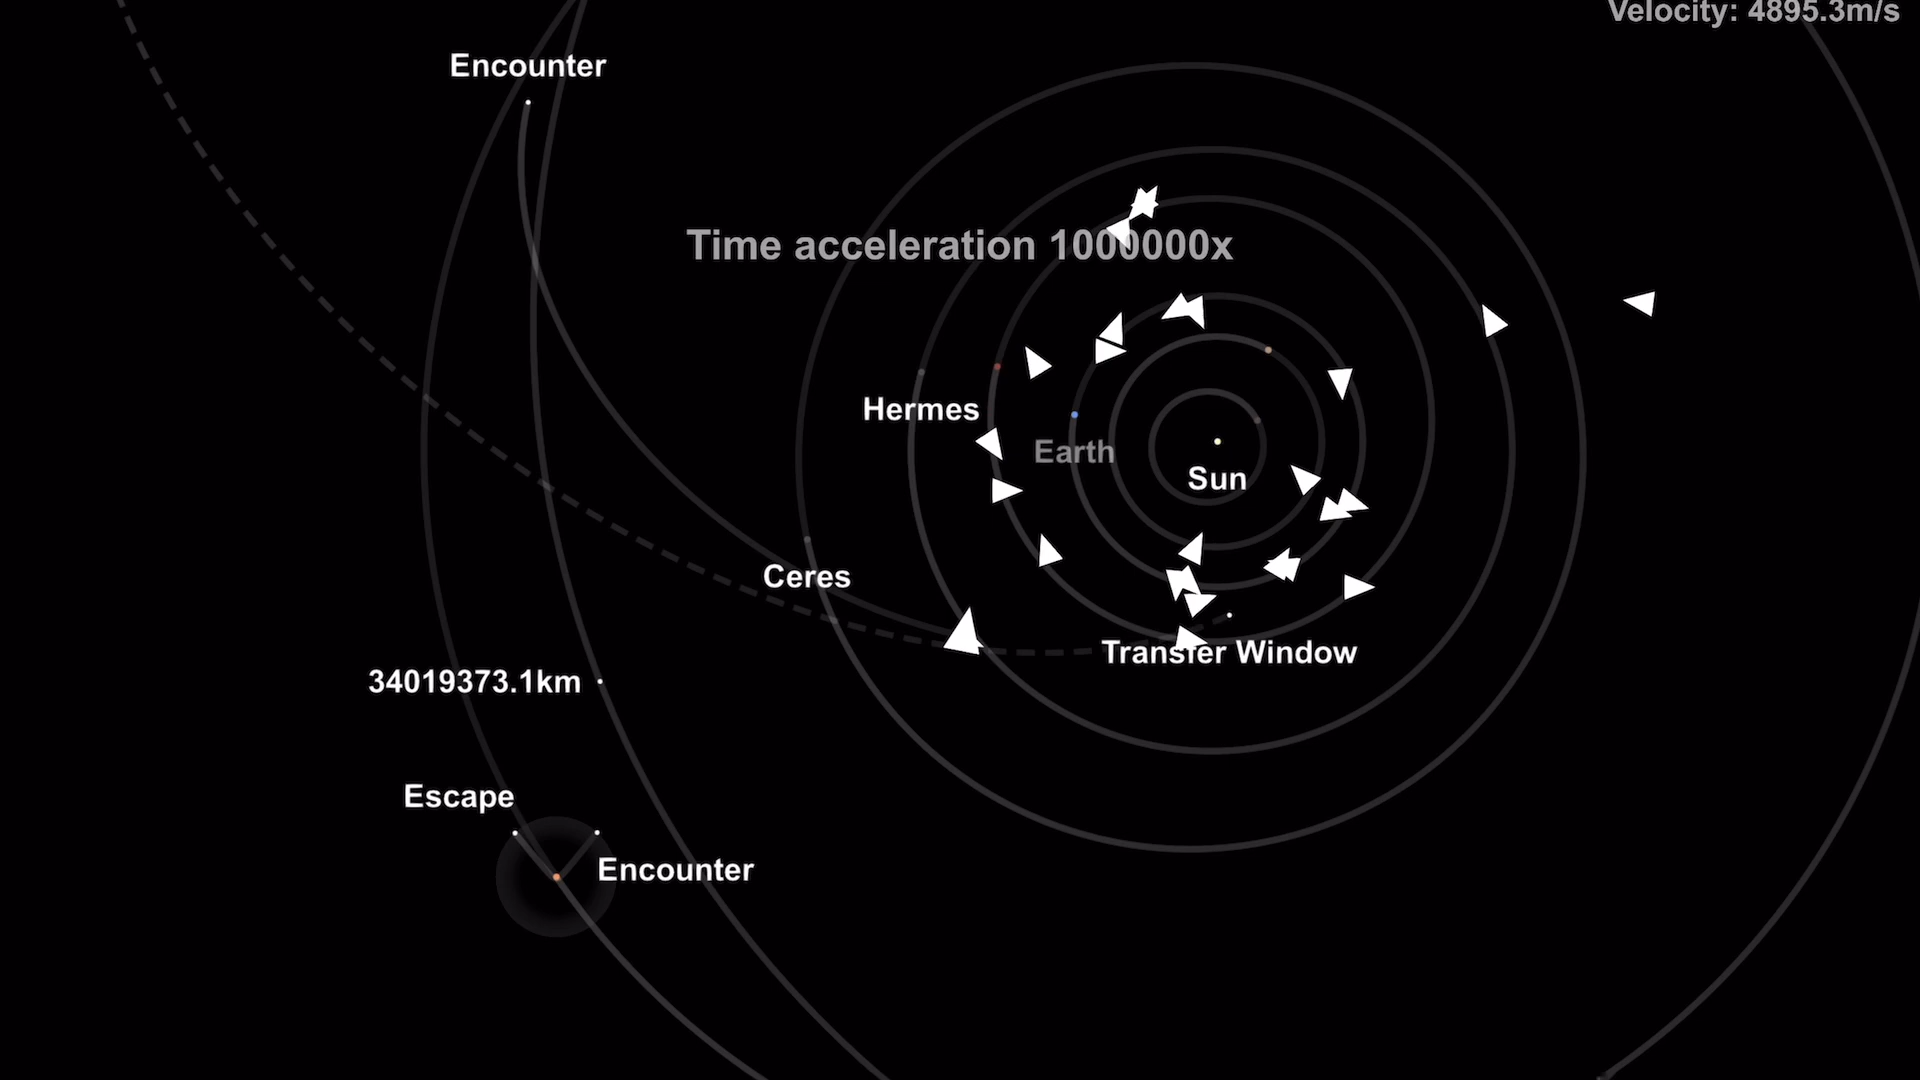 Velocity: 4895.3m/s
Encounter
Time acceleration 1000000x
Hermes
Earth
Sun
Ceres
Transfer Window
34019373.1km
Escape
Encounter